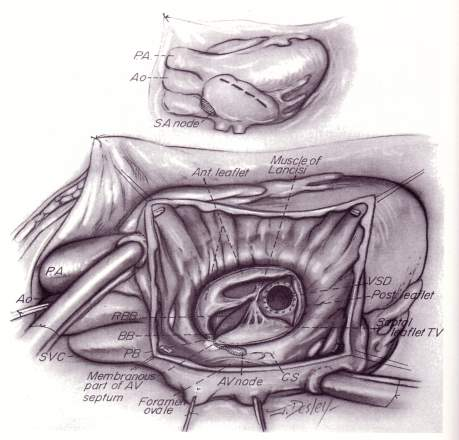 PA
Ao
SA node
Ant. leaflet
Muscle of
Lancisi
P.A.
VSD
Post. leaflet
Ao
RBB
Septal
leaflet TV
BB
SVC
PB
Membranous
part of AV
septum
AV node
CS
Foramen
ovale